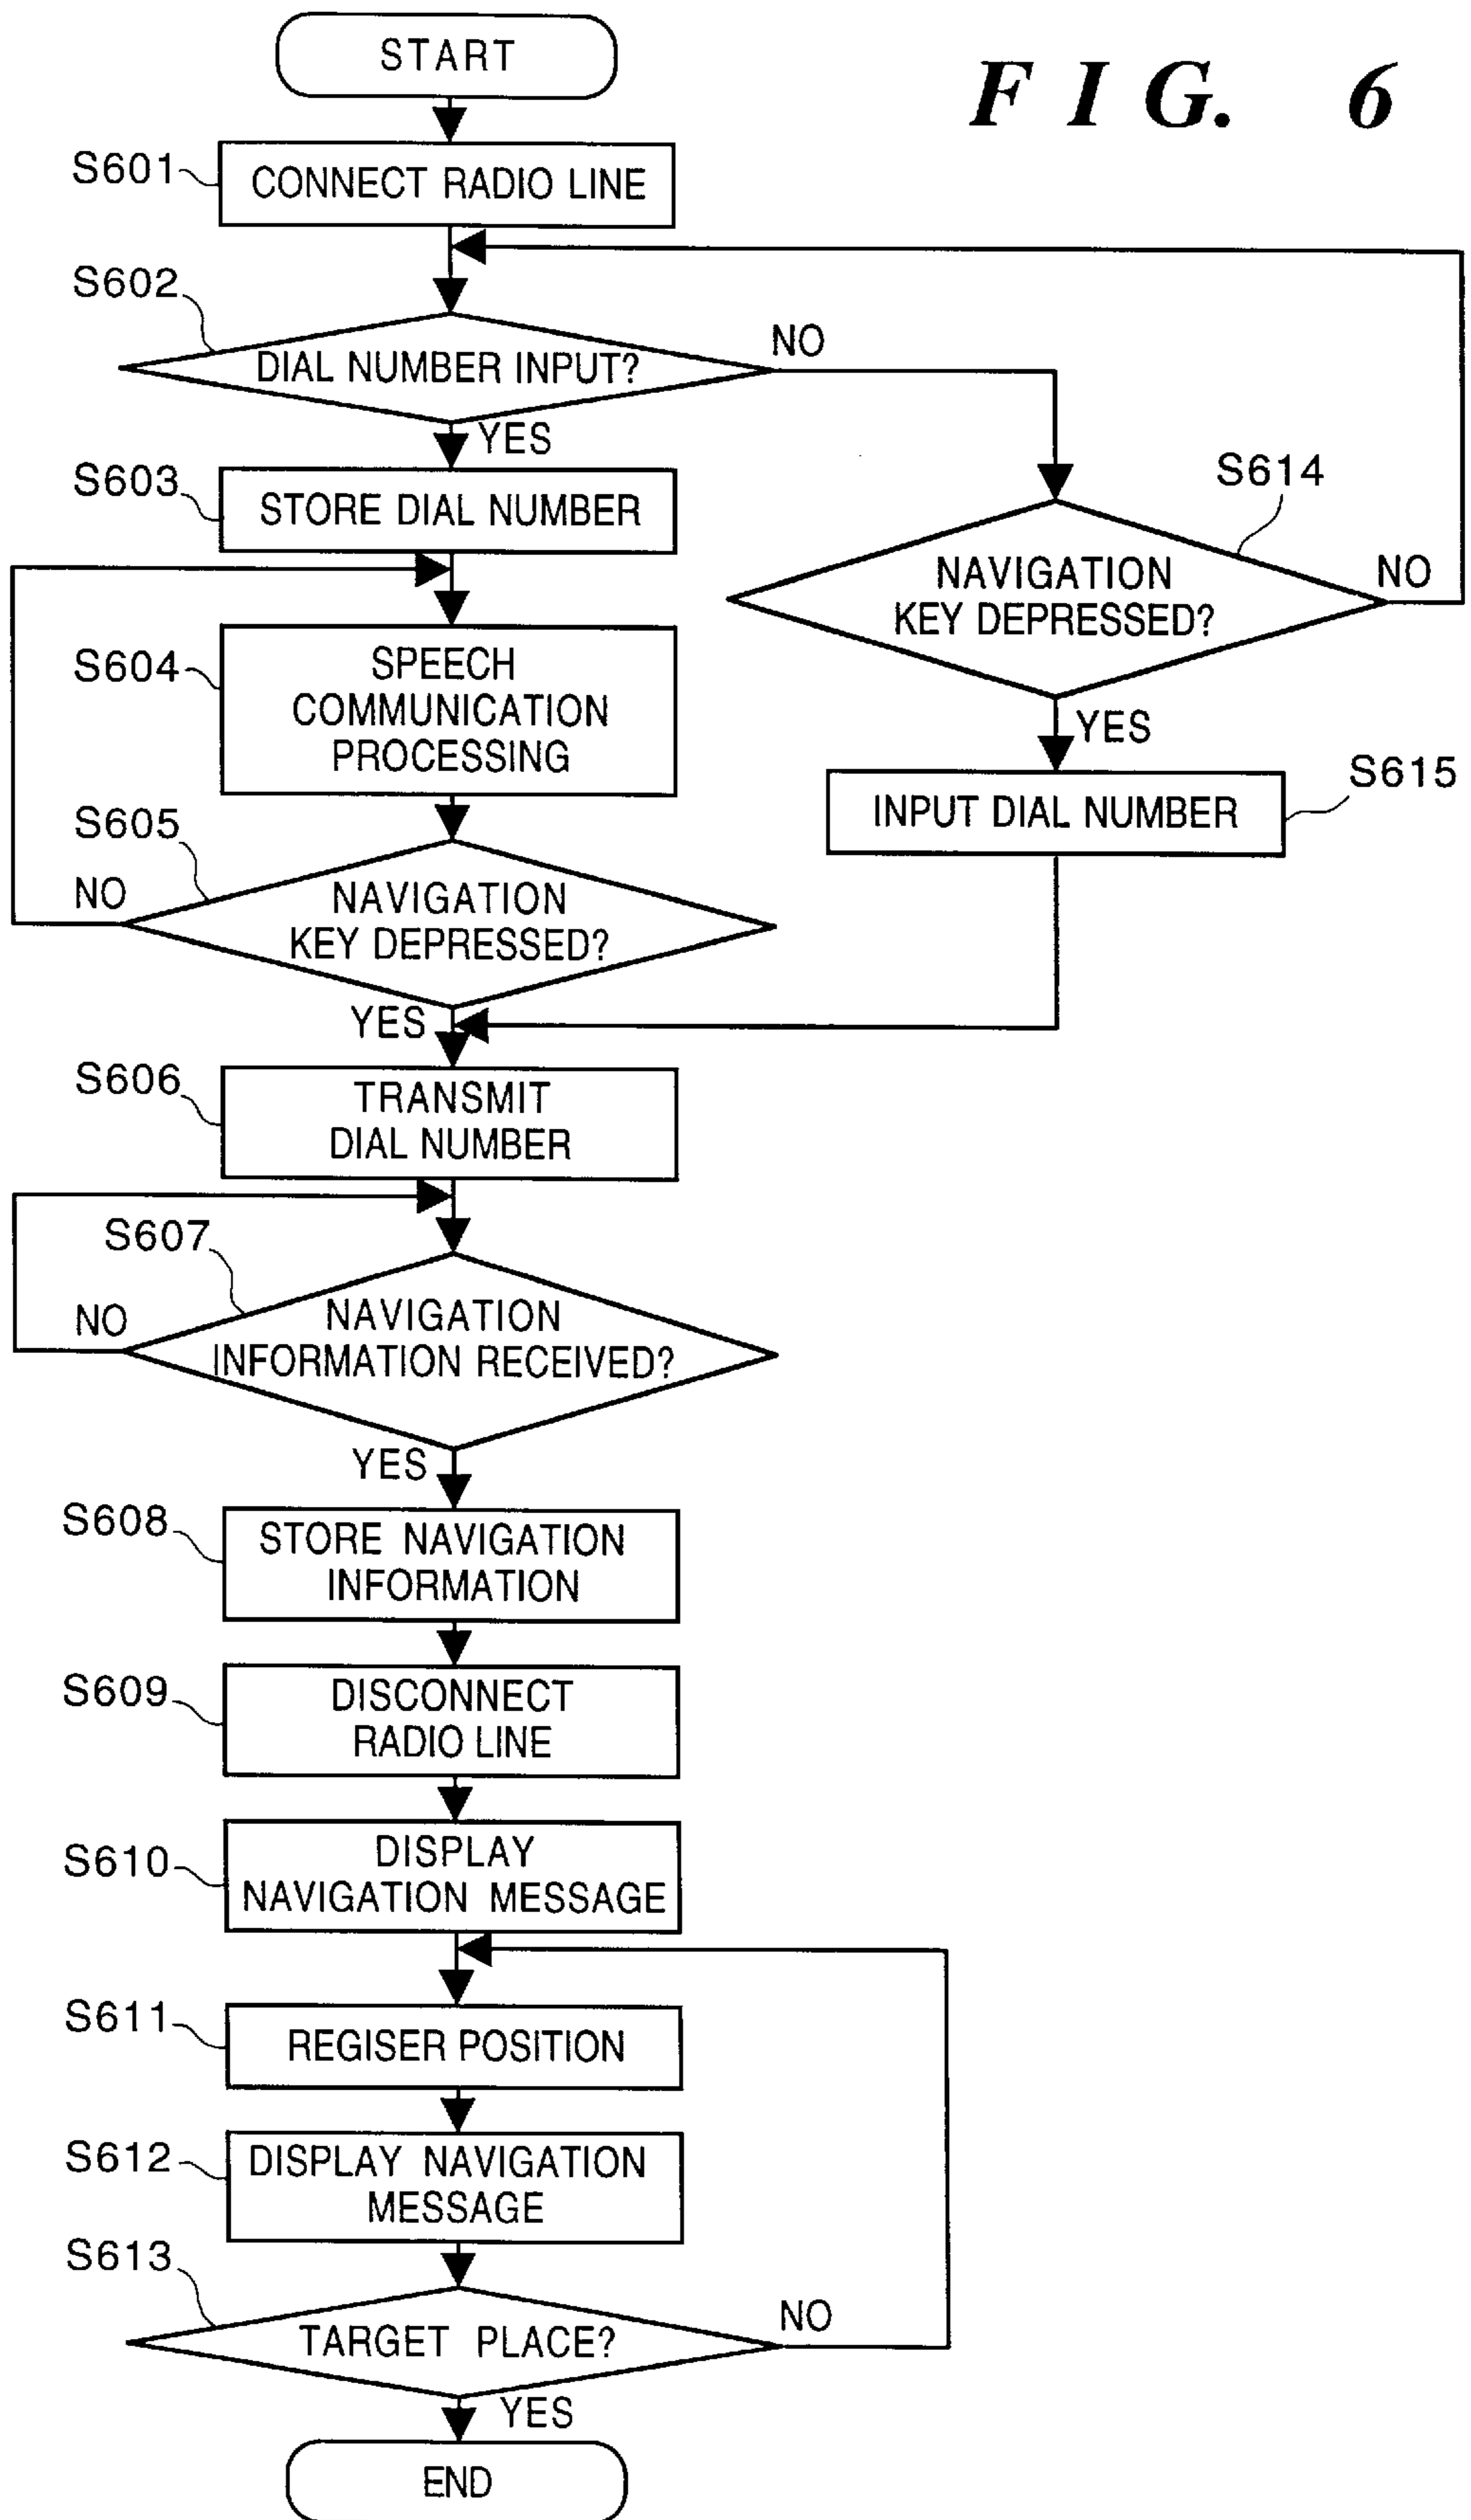 START
FIG. 6
S601
CONNECT RADIO LINE
S602
DIAL NUMBER INPUT?
NO
YES
S603
STORE DIAL NUMBER
S614
NAVIGATION
KEY DEPRESSED?
NO
YES
S615
INPUT DIAL NUMBER
S604
SPEECH
COMMUNICATION
PROCESSING
S605
NO
NAVIGATION
KEY DEPRESSED?
YES
S606
TRANSMIT
DIAL NUMBER
S607
NO
NAVIGATION
INFORMATION RECEIVED?
YES
S608
STORE NAVIGATION
INFORMATION
S609
DISCONNECT
RADIO LINE
S610
DISPLAY
NAVIGATION MESSAGE
S611
REGISER POSITION
S612
DISPLAY NAVIGATION
MESSAGE
S613
TARGET PLACE?
NO
YES
END